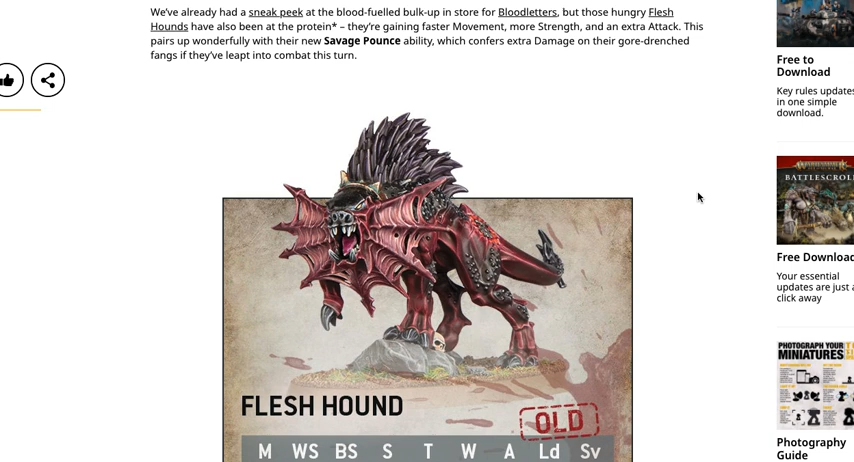 We've already had a sneak peek at the blood-fuelled bulk-up in store for Bloodletters, but those hungry Flesh
Hounds have also been at the protein* – they're gaining faster Movement, more Strength, and an extra Attack. This
pairs up wonderfully with their new Savage Pounce ability, which confers extra Damage on their gore-drenched
fangs if they've leapt into combat this turn.
FLESH HOUND
OLD
M WS BS S T W A Ld Sv
Free to
Download
Key rules updates
in one simple
download.
WARHAMMER
BATTLESCROLL
Free Download
Your essential
updates are just a
click away
PHOTOGRAPH YOUR
MINIATURES
Photography
Guide